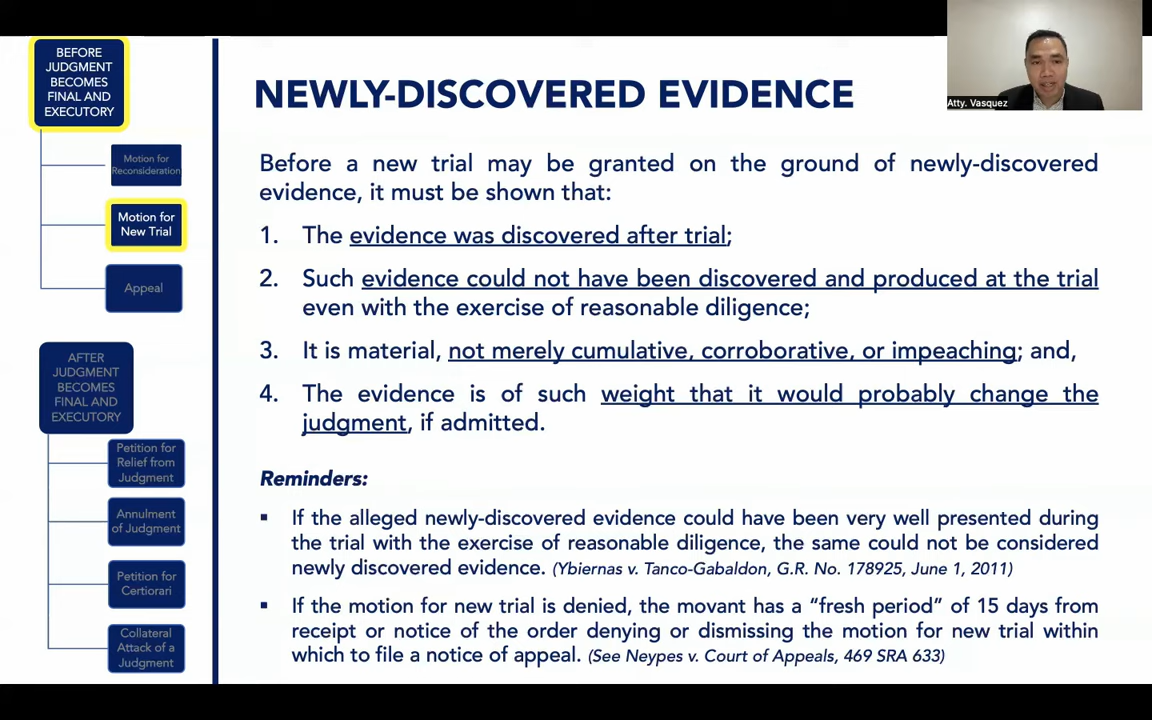 BEFORE
JUDGMENT
BECOMES
FINAL AND
EXECUTORY
Motion for
Reconsideration
Motion for
New Trial
Appeal
AFTER
JUDGMENT
BECOMES
FINAL AND
EXECUTORY
Petition for
Relief from
Judgment
Annulment
of Judgment
Petition for
Certiorari
Collateral
Attack of a
Judgment
NEWLY-DISCOVERED EVIDENCE
Atty. Vasquez
Before a new trial may be granted on the ground of newly-discovered
evidence, it must be shown that:
1. The evidence was discovered after trial;
2. Such evidence could not have been discovered and produced at the trial
even with the exercise of reasonable diligence;
3. It is material, not merely cumulative, corroborative, or impeaching; and,
4. The evidence is of such weight that it would probably change the
judgment, if admitted.
Reminders:
▪ If the alleged newly-discovered evidence could have been very well presented during
the trial with the exercise of reasonable diligence, the same could not be considered
newly discovered evidence. (Ybiernas v. Tanco-Gabaldon, G.R. No. 178925, June 1, 2011)
▪ If the motion for new trial is denied, the movant has a “fresh period” of 15 days from
receipt or notice of the order denying or dismissing the motion for new trial within
which to file a notice of appeal. (See Neypes v. Court of Appeals, 469 SRA 633)